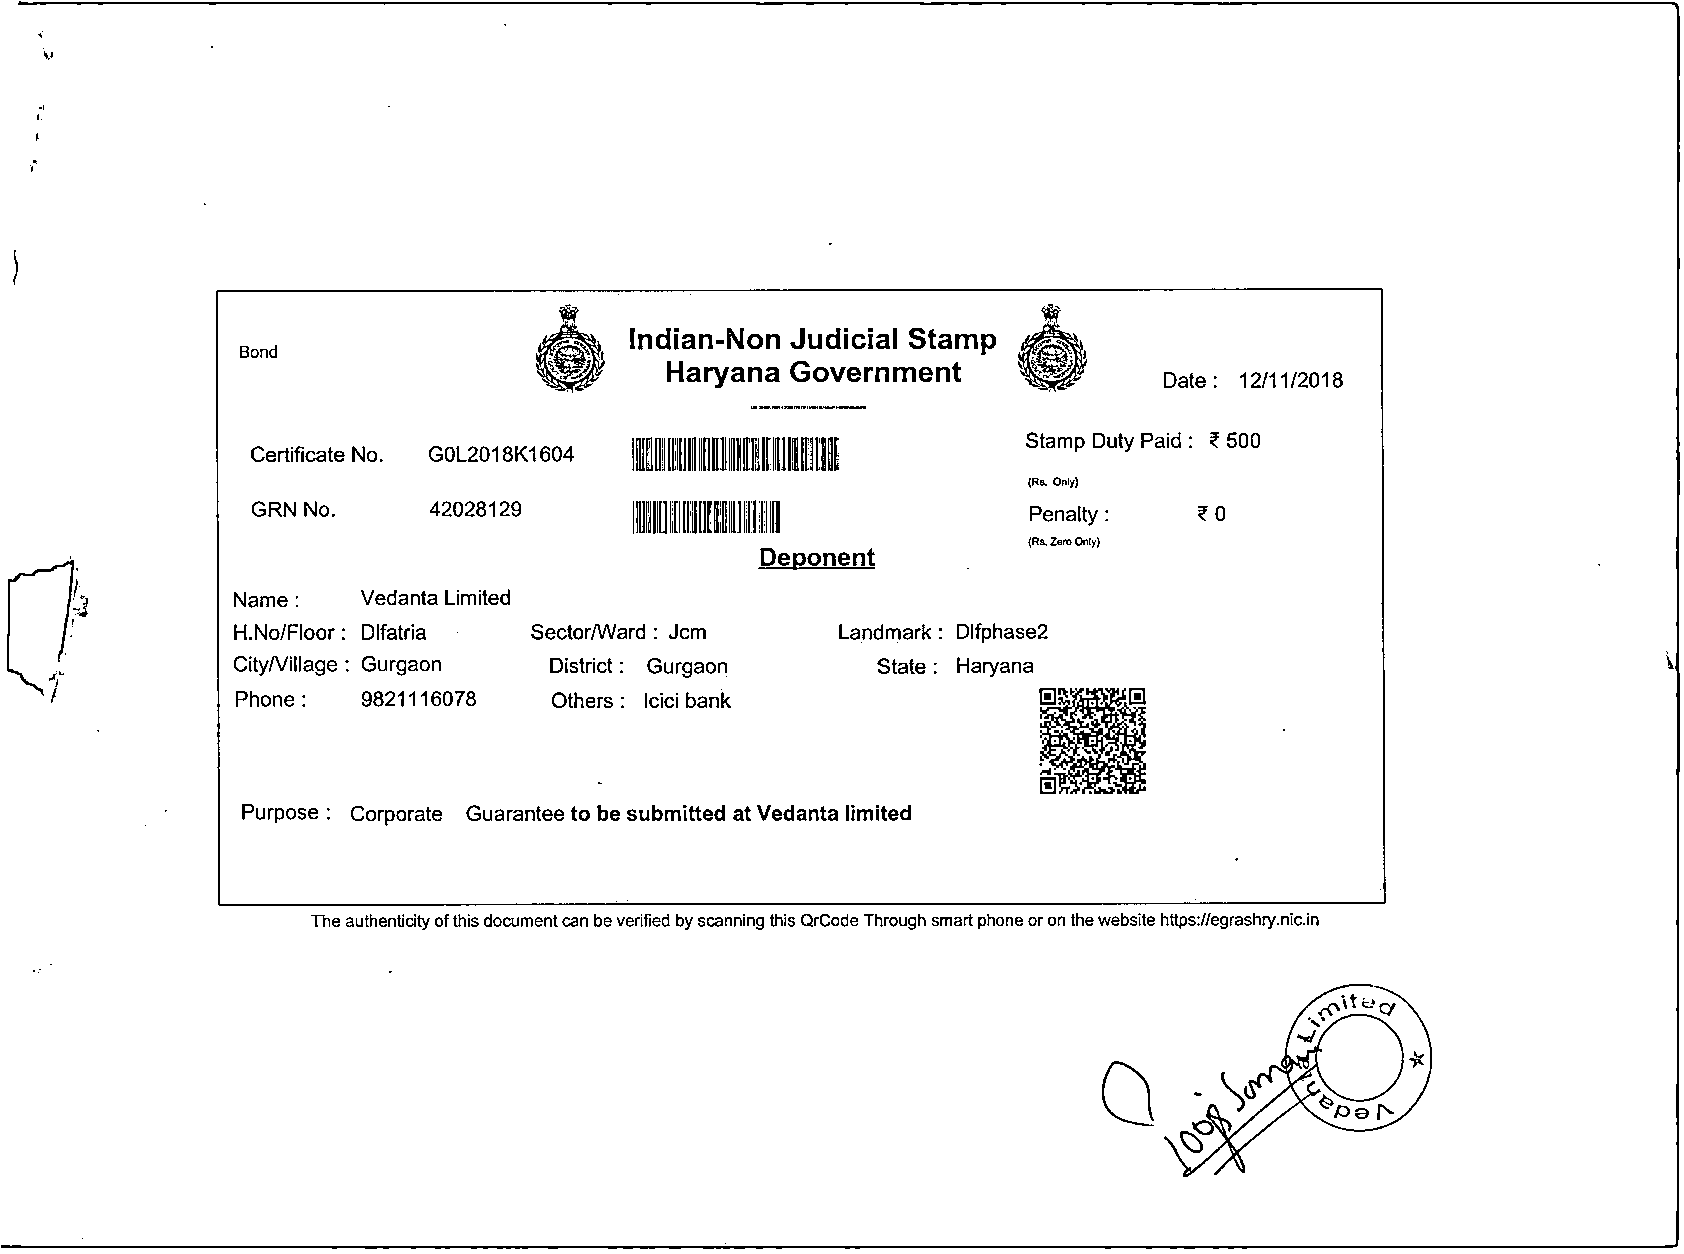 Bond
Indian-Non Judicial Stamp
Haryana Government
Date : 12/11/2018
Certificate No. G0L2018K1604
Stamp Duty Paid : ₹ 500
(Rs. Only)
GRN No. 42028129
Penalty : ₹ 0
(Rs. Zero Only)
Deponent
Name : Vedanta Limited
H.No/Floor : Dlfatria Sector/Ward : Jcm Landmark : Dlfphase2
City/Village : Gurgaon District : Gurgaon State : Haryana
Phone : 9821116078 Others : Icici bank
Purpose : Corporate Guarantee to be submitted at Vedanta limited
The authenticity of this document can be verified by scanning this QrCode Through smart phone or on the website https://egrashry.nic.in
Vedanta Limited